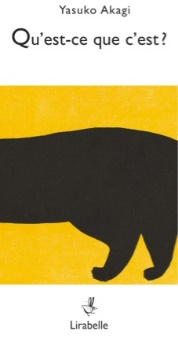 Yasuko Akagi
Qu'est-ce que c'est ?
Lirabelle